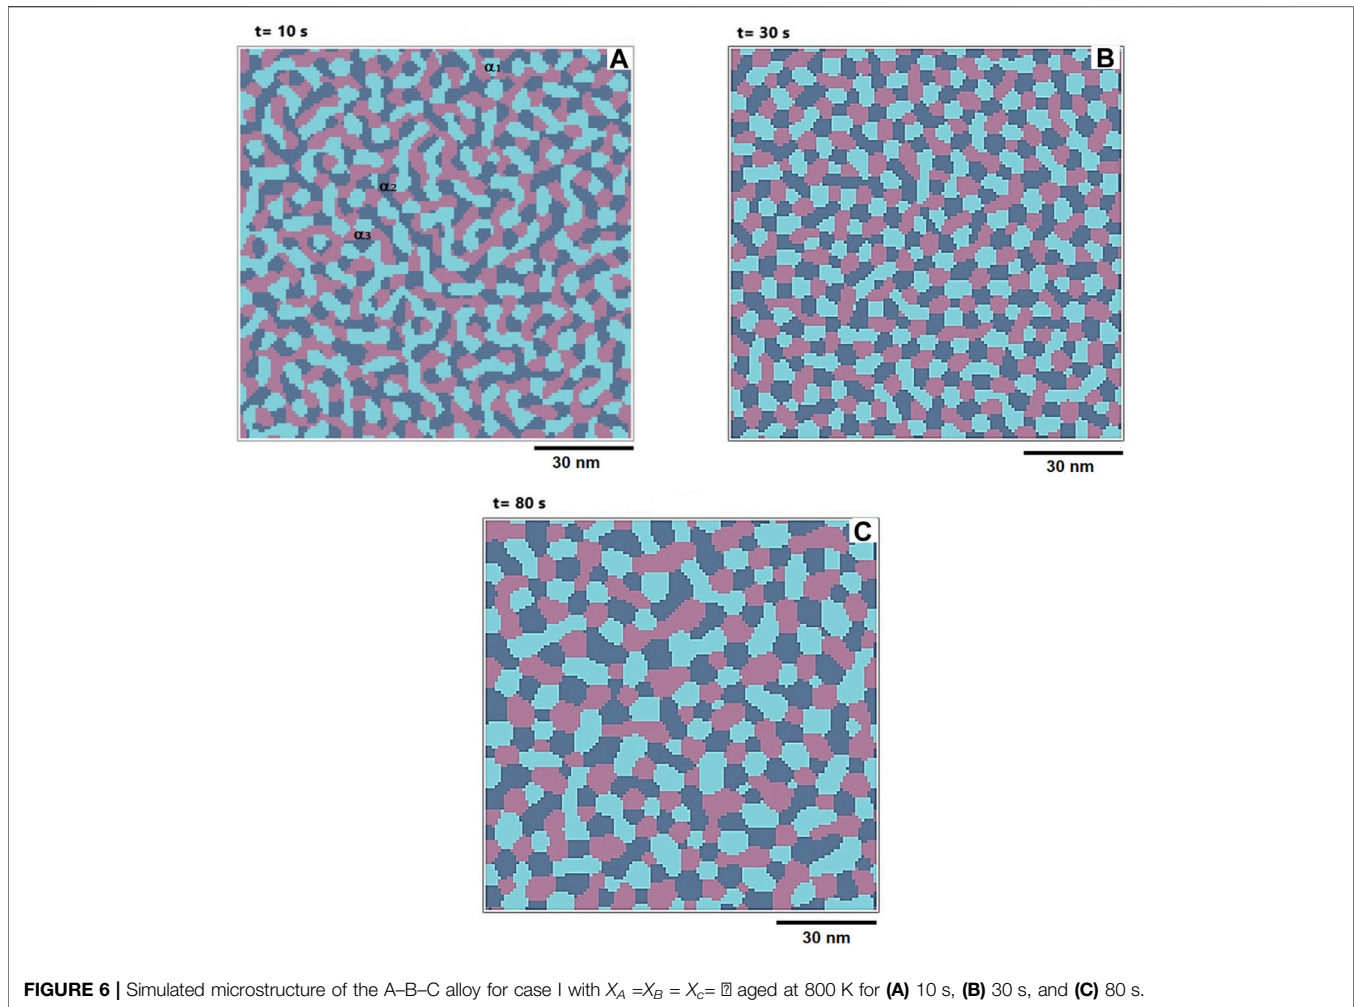 t= 10 s
A
α1
α2
α3
30 nm
t= 30 s
B
30 nm
t= 80 s
C
30 nm
FIGURE 6 | Simulated microstructure of the A–B–C alloy for case I with XA =XB = Xc= ⍰ aged at 800 K for (A) 10 s, (B) 30 s, and (C) 80 s.